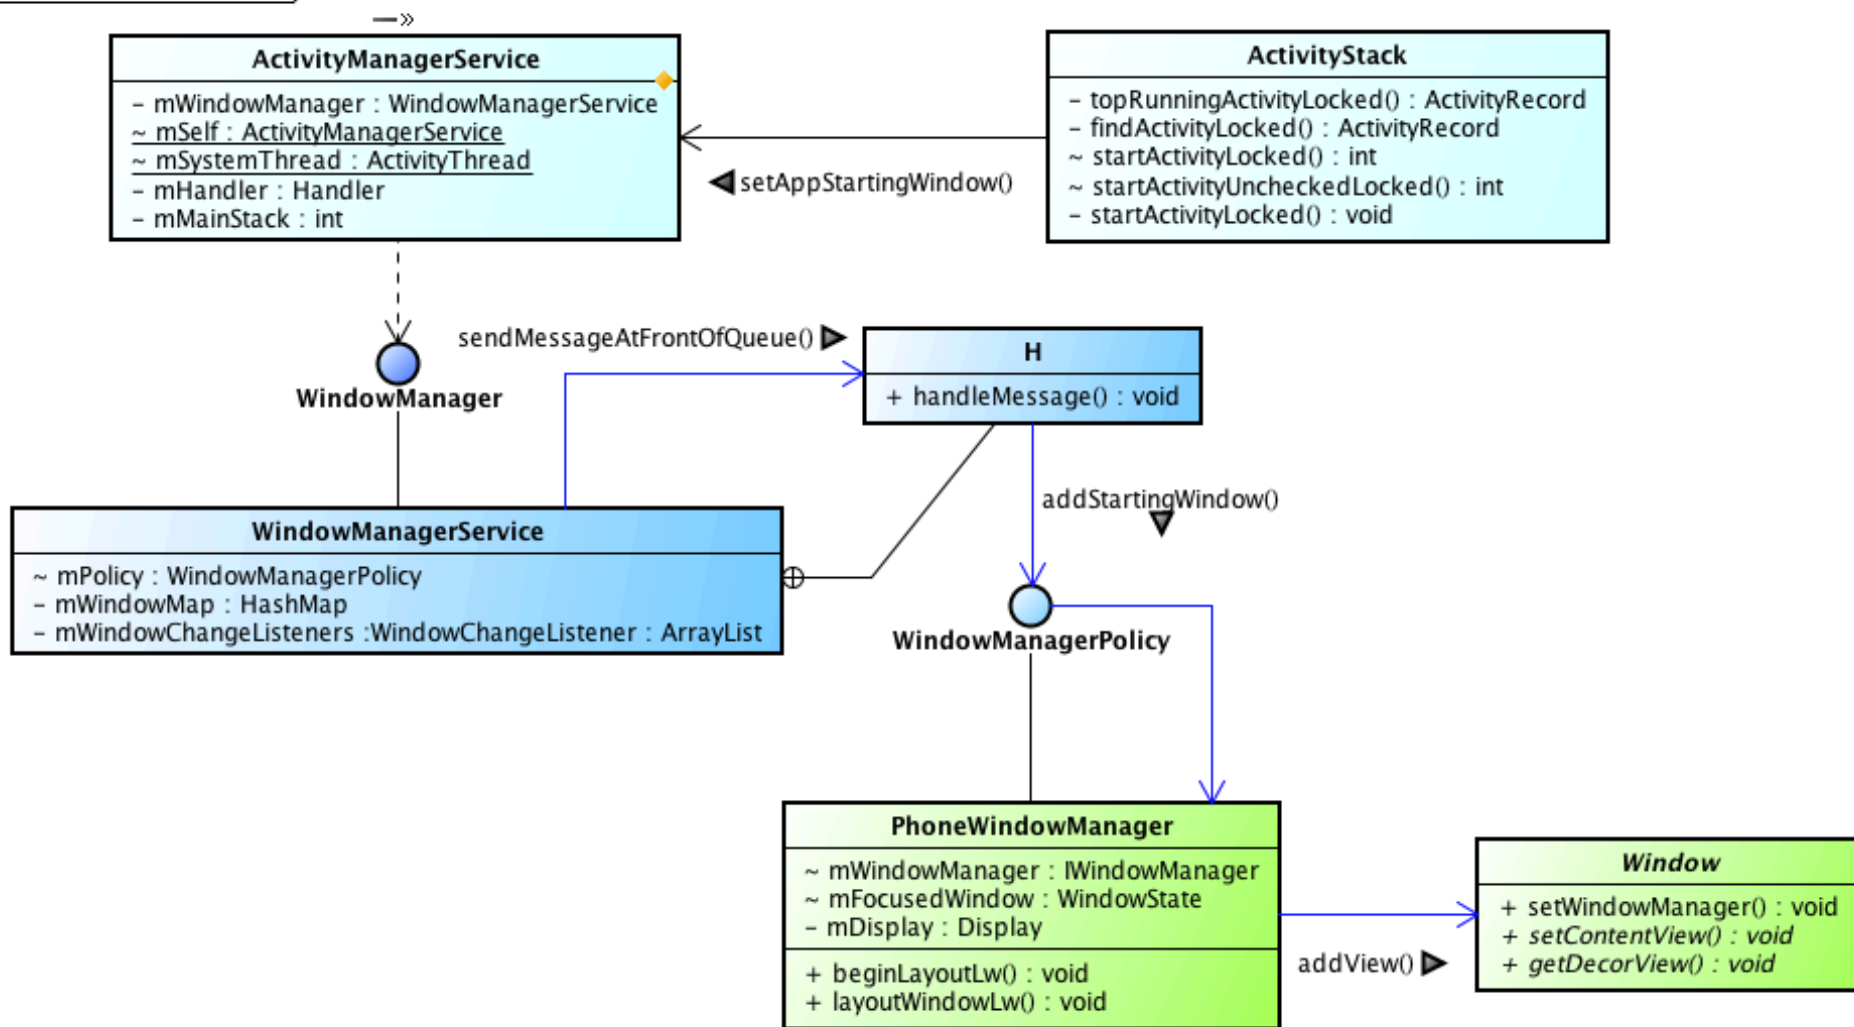 ActivityManagerService
- mWindowManager : WindowManagerService
~ mSelf : ActivityManagerService
~ mSystemThread : ActivityThread
- mHandler : Handler
- mMainStack : int
ActivityStack
- topRunningActivityLocked() : ActivityRecord
- findActivityLocked() : ActivityRecord
~ startActivityLocked() : int
~ startActivityUncheckedLocked() : int
- startActivityLocked() : void
setAppStartingWindow()
sendMessageAtFrontOfQueue()
WindowManager
H
+ handleMessage() : void
addStartingWindow()
WindowManagerService
~ mPolicy : WindowManagerPolicy
- mWindowMap : HashMap
- mWindowChangeListeners :WindowChangeListener : ArrayList
WindowManagerPolicy
PhoneWindowManager
~ mWindowManager : IWindowManager
~ mFocusedWindow : WindowState
- mDisplay : Display
+ beginLayoutLw() : void
+ layoutWindowLw() : void
addView()
Window
+ setWindowManager() : void
+ setContentView() : void
+ getDecorView() : void